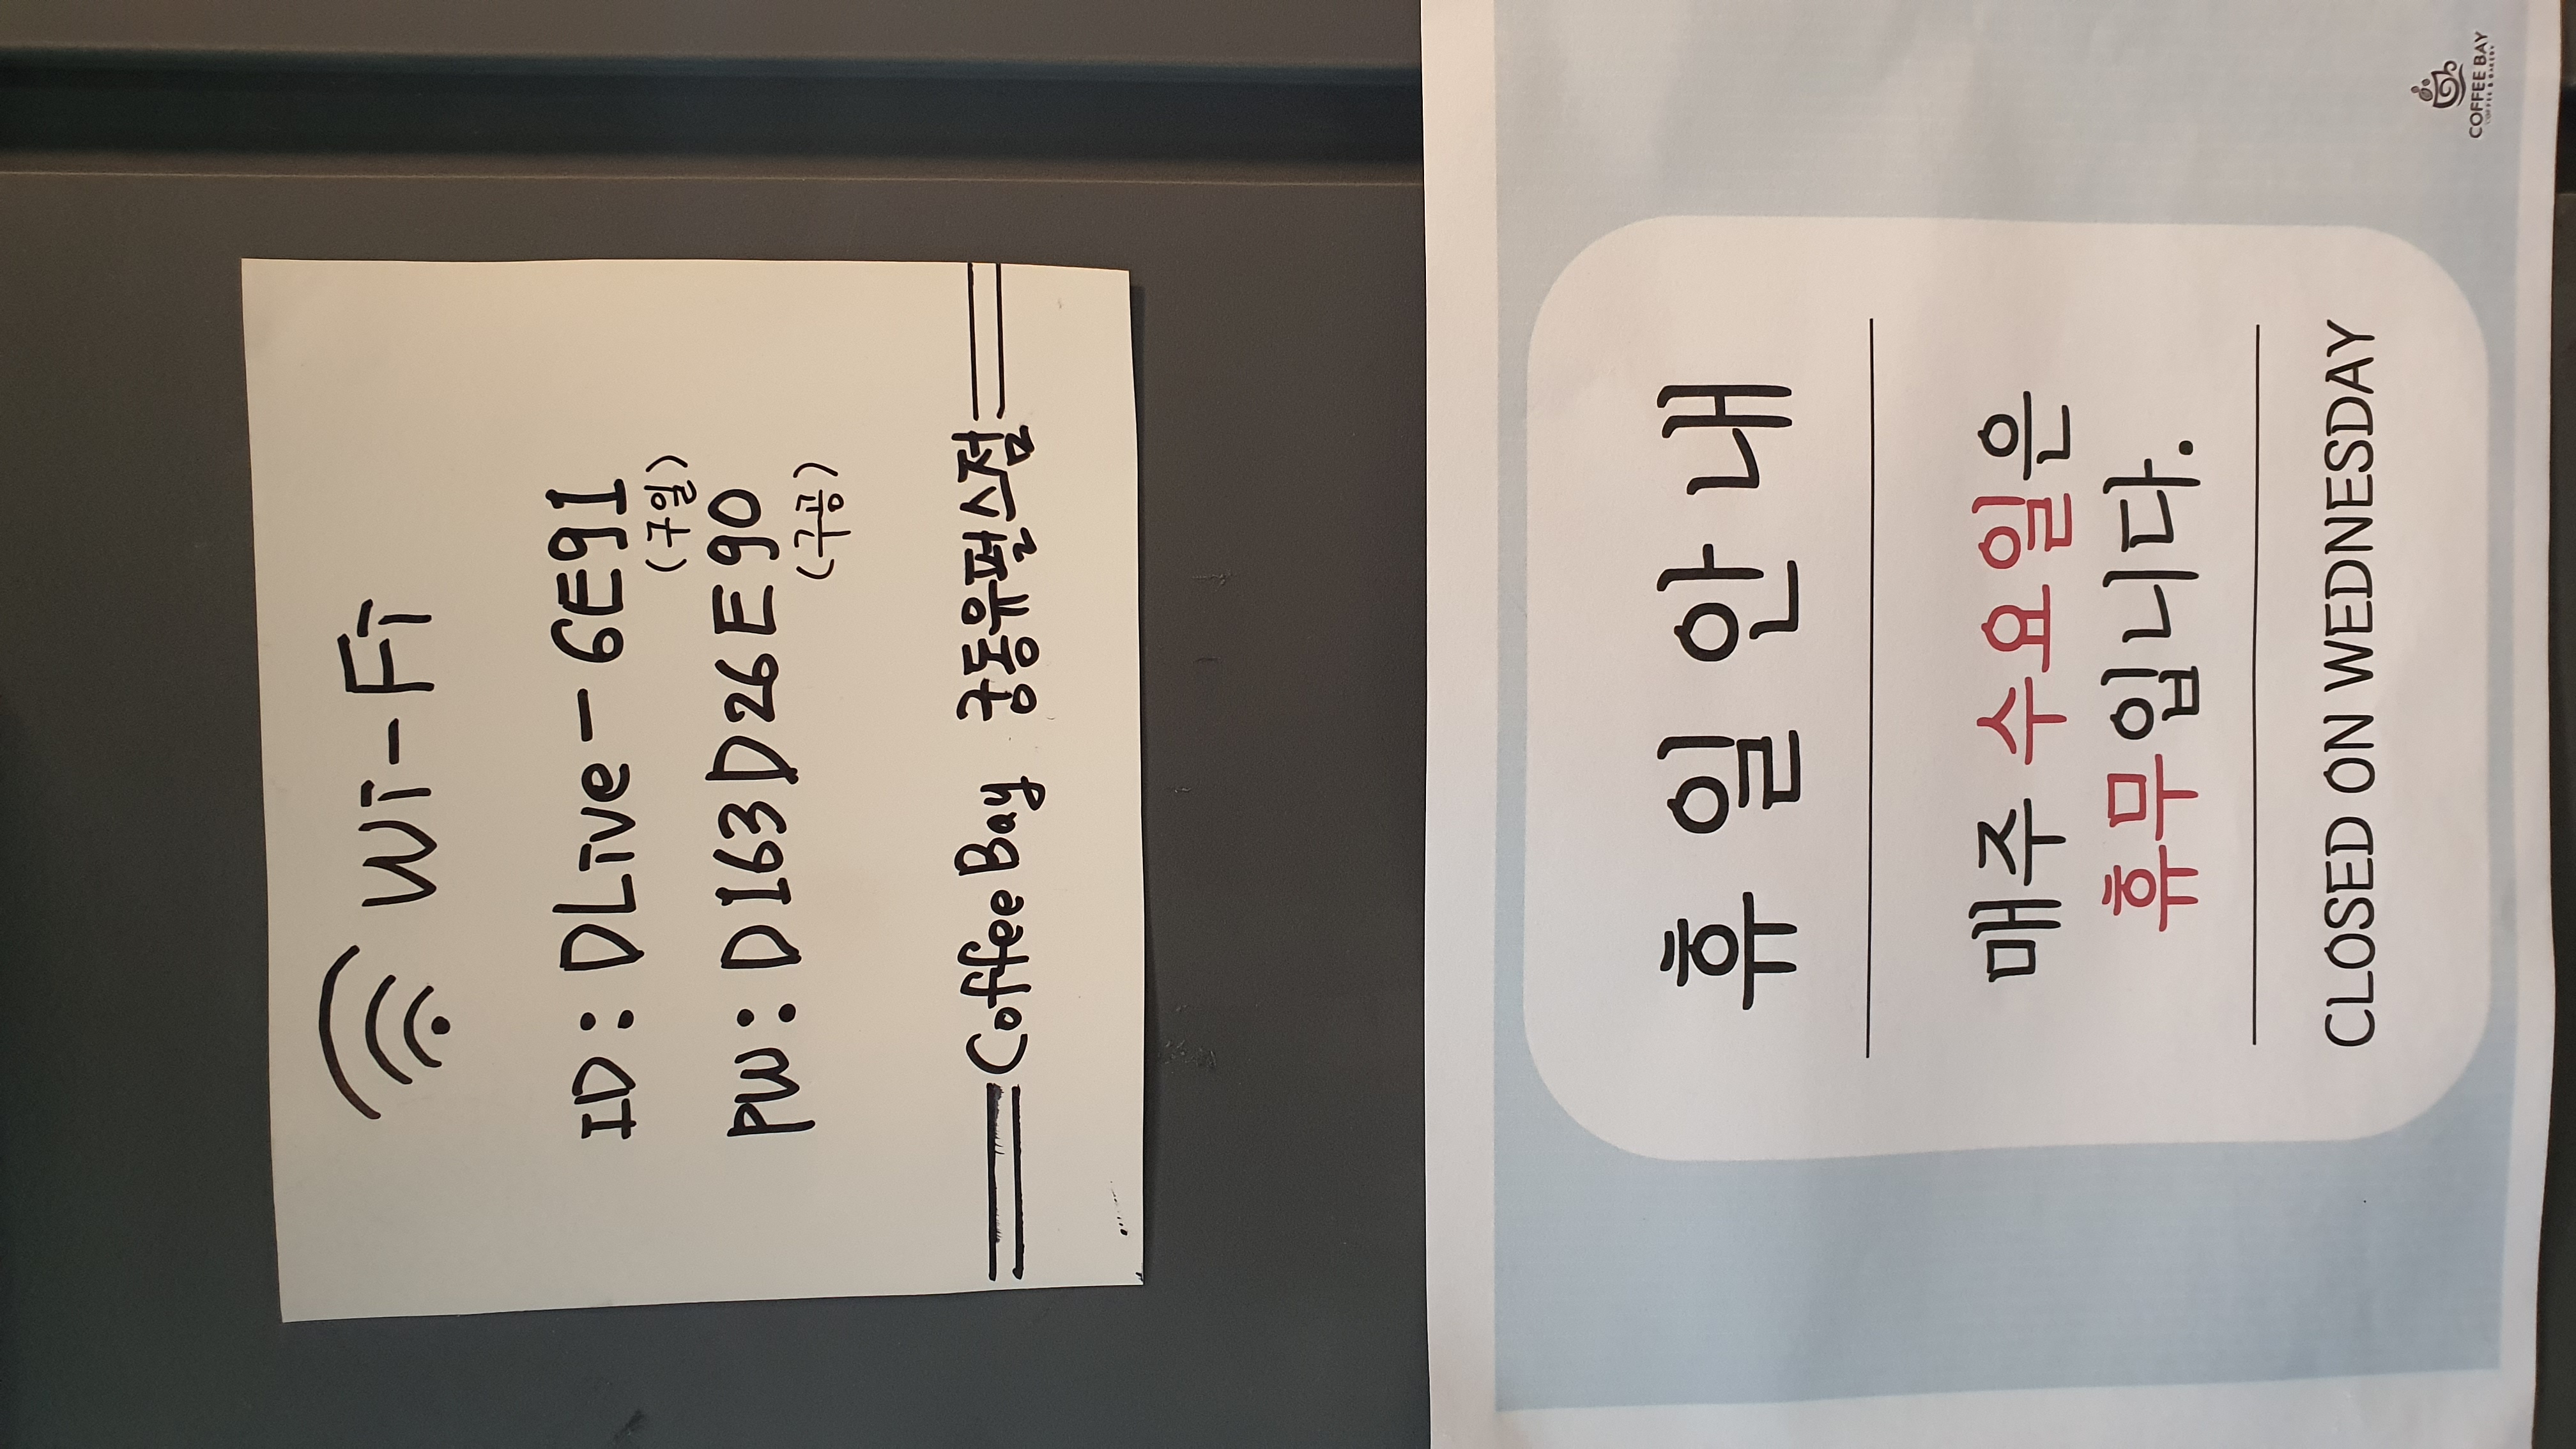 Wi-Fi
ID: DLive-6E91
(구일)
PW: D163D26E90
(구공)
Coffee Bay 궁동유펄스점
휴일안내
매주 수요일은
휴무입니다.
CLOSED ON WEDNESDAY
COFFEE BAY
COFFEE & BAKERY